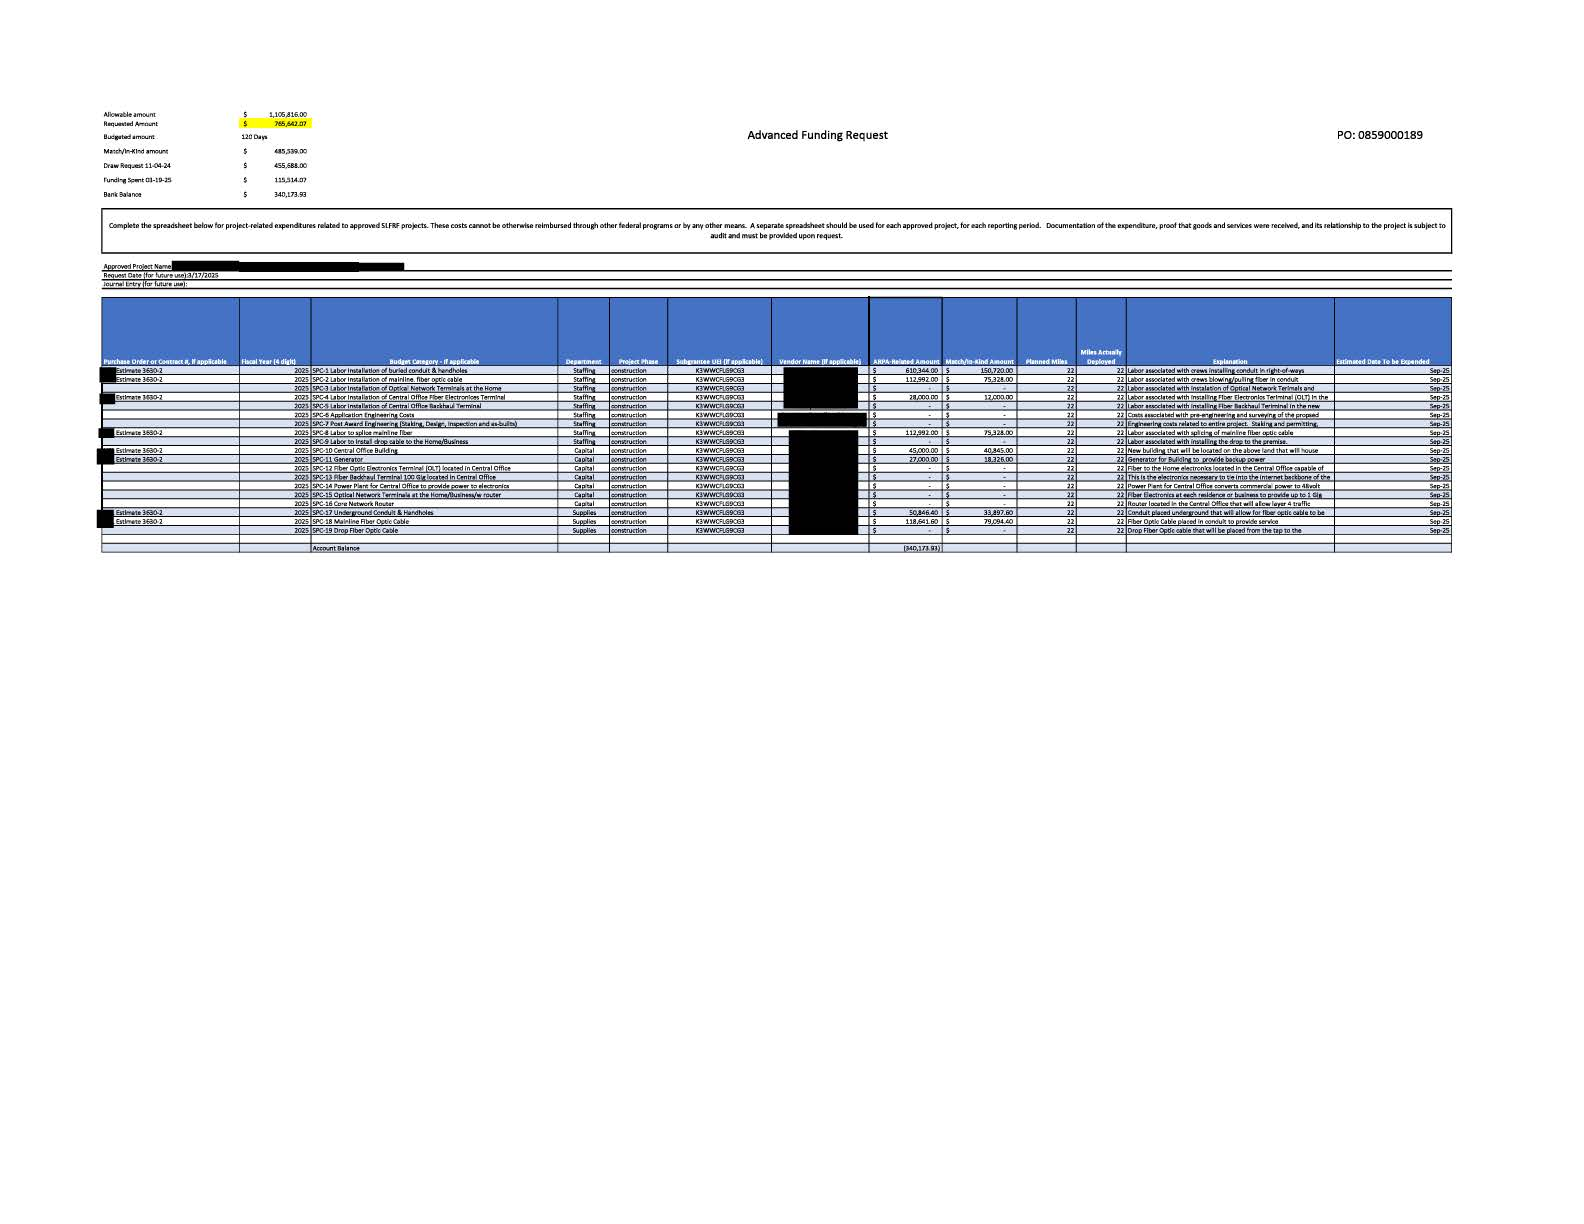 Allowable amount $ 1,105,816.00
Requested Amount $ 765,642.07
Advanced Funding Request
PO: 0859000189
Budgeted amount 120 Days
Match/In-Kind amount $ 485,539.00
Draw Request 11-04-24 $ 455,688.00
Funding Spent 03-19-25 $ 115,514.07
Bank Balance $ 340,173.93
Complete the spreadsheet below for project-related expenditures related to approved SLFRF projects. These costs cannot be otherwise reimbursed through other federal programs or by any other means. A separate spreadsheet should be used for each approved project, for each reporting period. Documentation of the expenditure, proof that goods and services were received, and its relationship to the project is subject to
audit and must be provided upon request.
Approved Project Name
Request Date (for future use):3/17/2025
Journal Entry (for future use):
Purchase Order or Contract #, if applicable Fiscal Year (4 digit) Budget Category - if applicable Department Project Phase Subgrantee UEI (if applicable) Vendor Name (if applicable) ARPA-Related Amount Match/In-Kind Amount Planned Miles Miles Actually Deployed Explanation Estimated Date To be Expended
Estimate 3630-2 2025 SPC-1 Labor Installation of buried conduit & handholes Staffing construction K3WWCFLG9CG3 $ 610,344.00 $ 150,720.00 22 22 Labor associated with crews installing conduit in right-of-ways Sep-25
Estimate 3630-2 2025 SPC-2 Labor Installation of mainline. fiber optic cable Staffing construction K3WWCFLG9CG3 $ 112,992.00 $ 75,328.00 22 22 Labor associated with crews blowing/pulling fiber in conduit Sep-25
2025 SPC-3 Labor Installation of Optical Network Terminals at the Home Staffing construction K3WWCFLG9CG3 $ - $ - 22 22 Labor associated with Instalation of Optical Network Terimals and Sep-25
Estimate 3630-2 2025 SPC-4 Labor Installation of Central Office Fiber Electronices Terminal Staffing construction K3WWCFLG9CG3 $ 28,000.00 $ 12,000.00 22 22 Labor associated with Installing Fiber Electronics Terminal (OLT) in the Sep-25
2025 SPC-5 Labor Installation of Central Office Backhaul Terminal Staffing construction K3WWCFLG9CG3 $ - $ - 22 22 Labor associated with Installing Fiber Backhaul Terminal in the new Sep-25
2025 SPC-6 Application Engineering Costs Staffing construction K3WWCFLG9CG3 $ - $ - 22 22 Costs associated with pre-engineering and surveying of the propsed Sep-25
2025 SPC-7 Post Award Engineering (Staking, Design, Inspection and as-builts) Staffing construction K3WWCFLG9CG3 $ - $ - 22 22 Engineering costs related to entire project. Staking and permitting, Sep-25
Estimate 3630-2 2025 SPC-8 Labor to splice mainline fiber Staffing construction K3WWCFLG9CG3 $ 112,992.00 $ 75,328.00 22 22 Labor associated with splicing of mainline fiber optic cable Sep-25
2025 SPC-9 Labor to install drop cable to the Home/Business Staffing construction K3WWCFLG9CG3 $ - $ - 22 22 Labor associated with installing the drop to the premise. Sep-25
Estimate 3630-2 2025 SPC-10 Central Office Building Capital construction K3WWCFLG9CG3 $ 45,000.00 $ 40,845.00 22 22 New building that will be located on the above land that will house Sep-25
Estimate 3630-2 2025 SPC-11 Generator Capital construction K3WWCFLG9CG3 $ 27,000.00 $ 18,326.00 22 22 Generator for Building to provide backup power Sep-25
2025 SPC-12 Fiber Optic Electronics Terminal (OLT) located in Central Office Capital construction K3WWCFLG9CG3 $ - $ - 22 22 Fiber to the Home electronics located in the Central Office capable of Sep-25
2025 SPC-13 Fiber Backhaul Terminal 100 Gig located in Central Office Capital construction K3WWCFLG9CG3 $ - $ - 22 22 This is the electronics necessary to tie into the internet backbone of the Sep-25
2025 SPC-14 Power Plant for Central Office to provide power to electronics Capital construction K3WWCFLG9CG3 $ - $ - 22 22 Power Plant for Central Office converts commercial power to 48volt Sep-25
2025 SPC-15 Optical Network Terminals at the Home/Business/w router Capital construction K3WWCFLG9CG3 $ - $ - 22 22 Fiber Electronics at each residence or business to provide up to 1 Gig Sep-25
2025 SPC-16 Core Network Router Capital construction K3WWCFLG9CG3 $ - $ - 22 22 Router located in the Central Office that will allow layer 4 traffic Sep-25
Estimate 3630-2 2025 SPC-17 Underground Conduit & Handholes Supplies construction K3WWCFLG9CG3 $ 50,846.40 $ 33,897.60 22 22 Conduit placed underground that will allow for fiber optic cable to be Sep-25
Estimate 3630-2 2025 SPC-18 Mainline Fiber Optic Cable Supplies construction K3WWCFLG9CG3 $ 118,641.60 $ 79,094.40 22 22 Fiber Optic Cable placed in conduit to provide service Sep-25
2025 SPC-19 Drop Fiber Optic Cable Supplies construction K3WWCFLG9CG3 $ - $ - 22 22 Drop Fiber Optic cable that will be placed from the tap to the Sep-25
Account Balance (340,173.93)